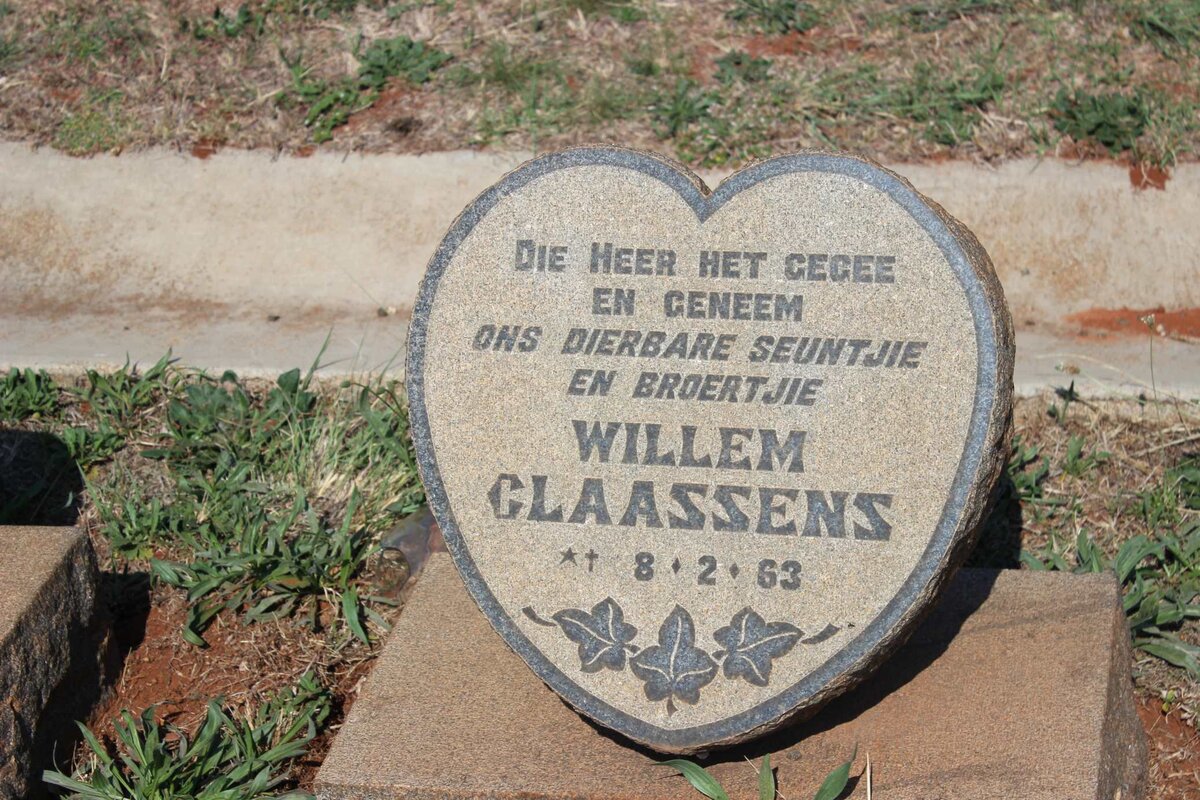 DIE HEER HET GEGEE
EN GENEEM
ONS DIERBARE SEUNTJIE
EN BROERTJIE
WILLEM
CLAASSENS
★† 8·2·63